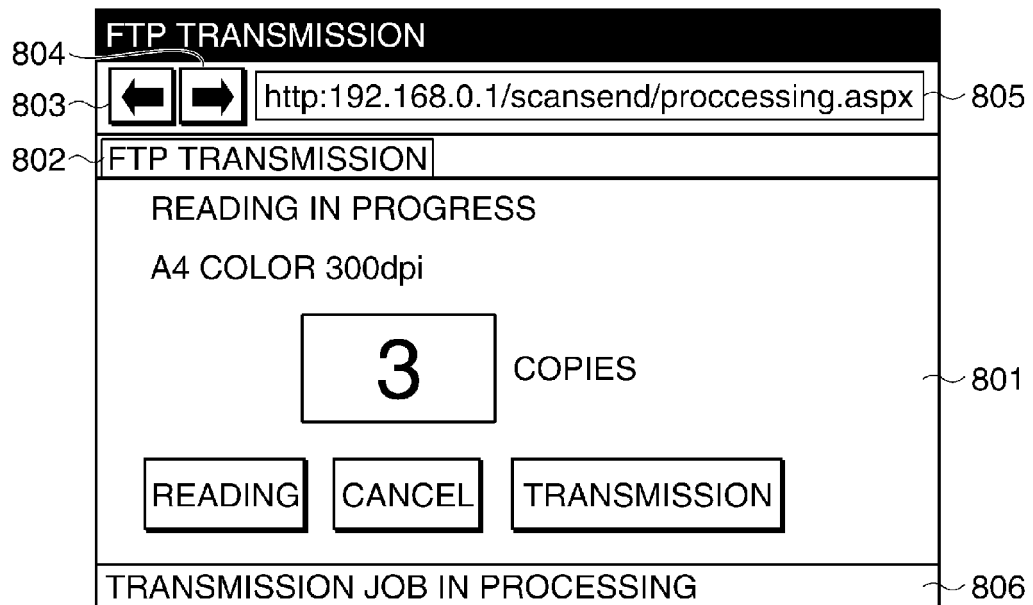 FTP TRANSMISSION
804
803
http:192.168.0.1/scansend/proccessing.aspx
805
802
FTP TRANSMISSION
READING IN PROGRESS
A4 COLOR 300dpi
3 COPIES
801
READING CANCEL TRANSMISSION
TRANSMISSION JOB IN PROCESSING
806